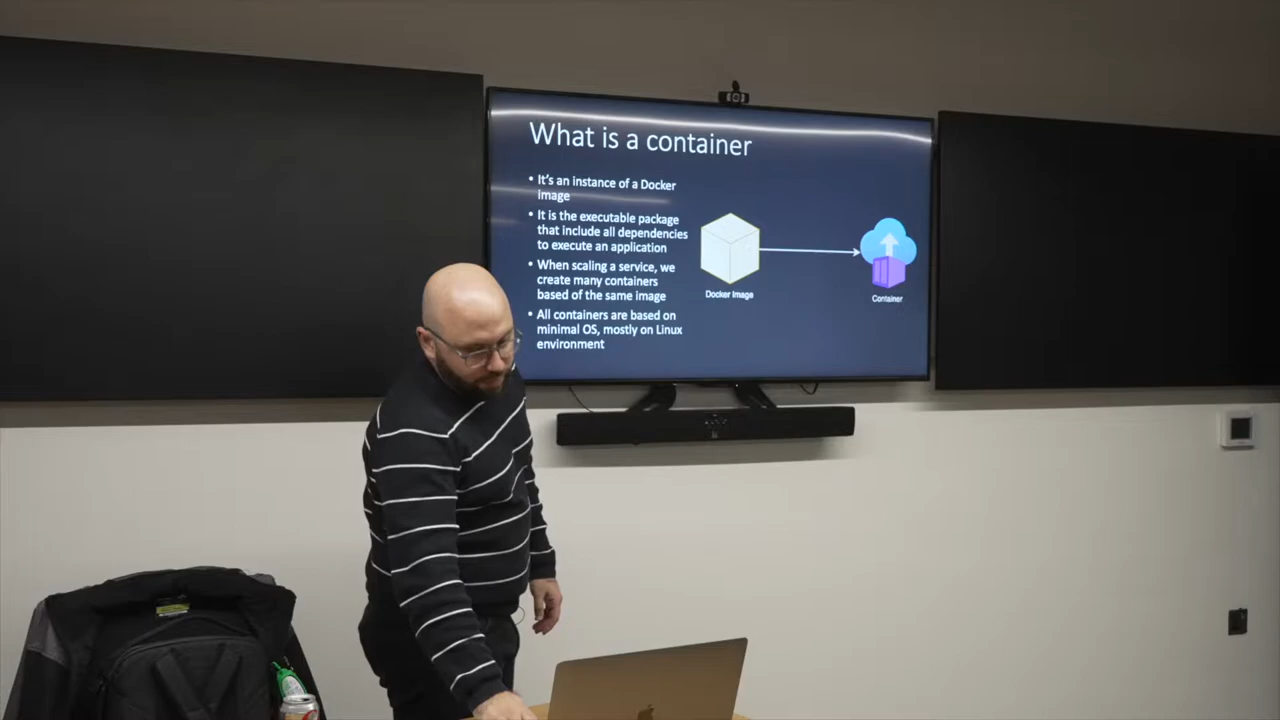 What is a container
• It's an instance of a Docker
Image
• It is the executable package
that include all dependencies
to execute an application
• When scaling a service, we
create many containers
based of the same image
• All containers are based on
minimal OS, mostly on Linux
environment
Docker Image
Container